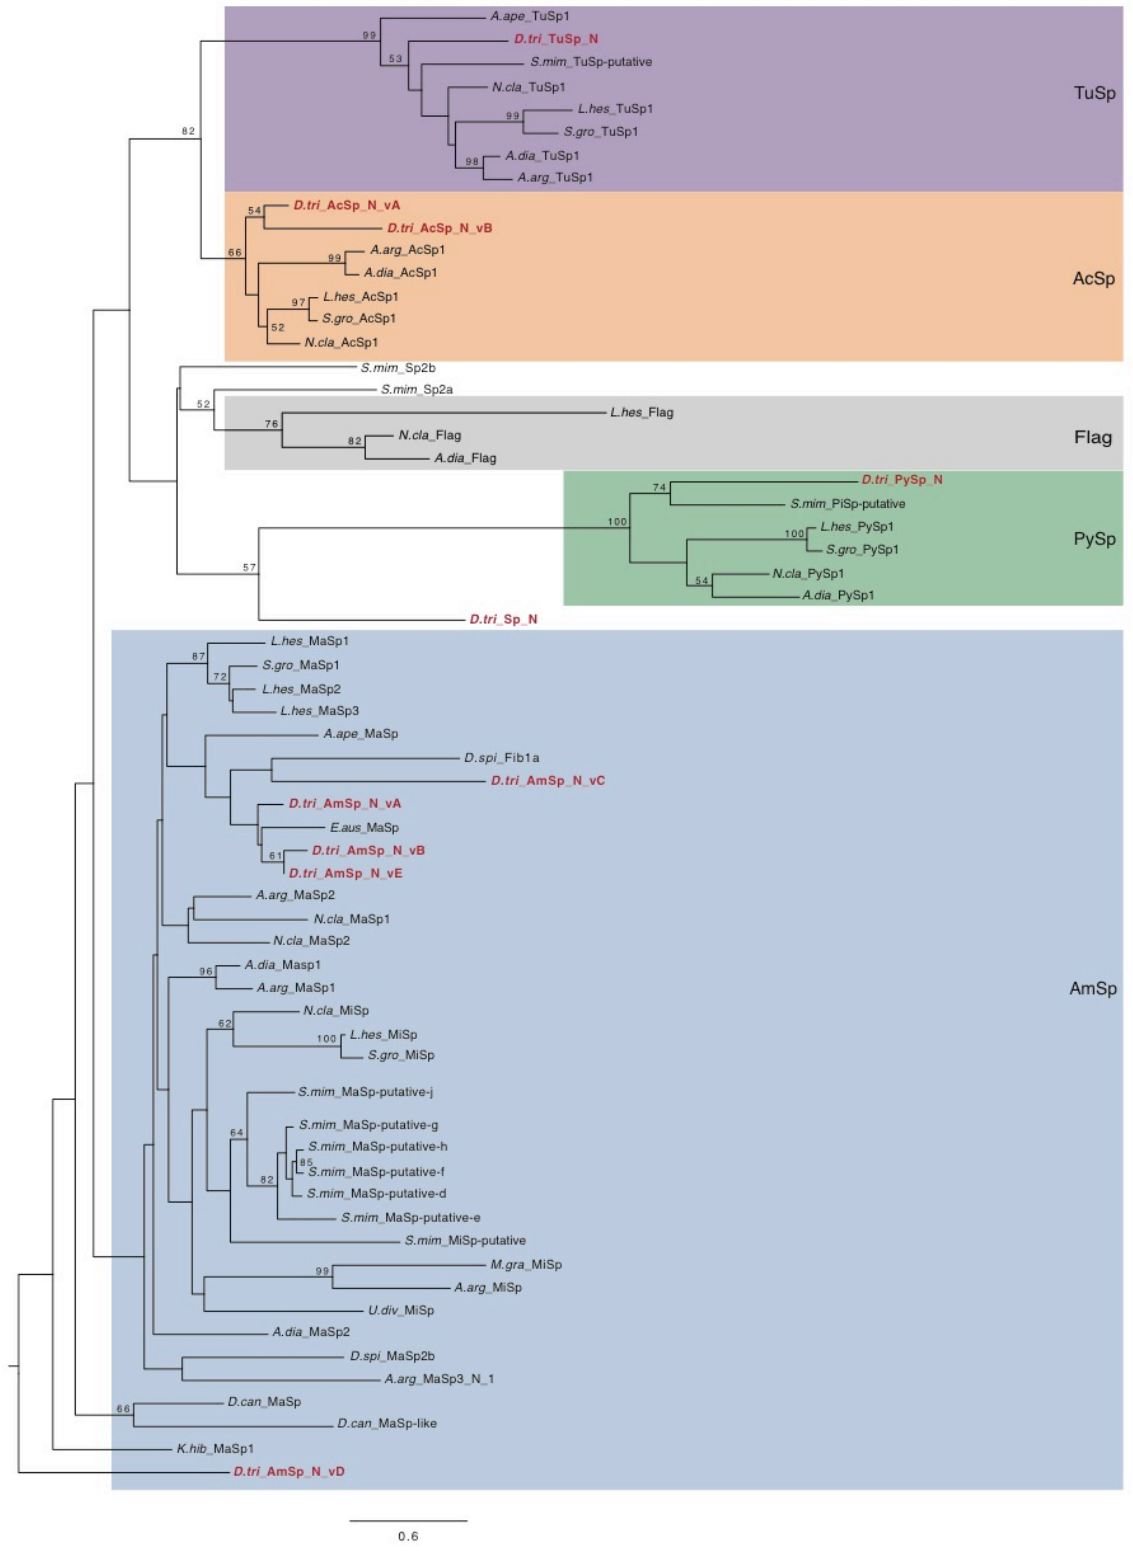 A.ape_TuSp1
99
D.tri_TuSp_N
53
S.mim_TuSp-putative
N.cla_TuSp1
TuSp
L.hes_TuSp1
99
S.gro_TuSp1
82
A.dia_TuSp1
98
A.arg_TuSp1
D.tri_AcSp_N_vA
54
D.tri_AcSp_N_vB
A.arg_AcSp1
66
99
A.dia_AcSp1
AcSp
L.hes_AcSp1
97
S.gro_AcSp1
52
N.cla_AcSp1
S.mim_Sp2b
S.mim_Sp2a
52
L.hes_Flag
76
N.cla_Flag
Flag
82
A.dia_Flag
D.tri_PySp_N
74
S.mim_PiSp-putative
100
L.hes_PySp1
100
PySp
S.gro_PySp1
57
N.cla_PySp1
54
A.dia_PySp1
D.tri_Sp_N
L.hes_MaSp1
87
S.gro_MaSp1
72
L.hes_MaSp2
L.hes_MaSp3
A.ape_MaSp
D.spi_Fib1a
D.tri_AmSp_N_vC
D.tri_AmSp_N_vA
E.aus_MaSp
D.tri_AmSp_N_vB
61
D.tri_AmSp_N_vE
A.arg_MaSp2
N.cla_MaSp1
N.cla_MaSp2
A.dia_Masp1
96
A.arg_MaSp1
AmSp
N.cla_MiSp
62
L.hes_MiSp
100
S.gro_MiSp
S.mim_MaSp-putative-j
S.mim_MaSp-putative-g
64
S.mim_MaSp-putative-h
85
S.mim_MaSp-putative-f
82
S.mim_MaSp-putative-d
S.mim_MaSp-putative-e
S.mim_MiSp-putative
M.gra_MiSp
99
A.arg_MiSp
U.div_MiSp
A.dia_MaSp2
D.spi_MaSp2b
A.arg_MaSp3_N_1
D.can_MaSp
66
D.can_MaSp-like
K.hib_MaSp1
D.tri_AmSp_N_vD
0.6